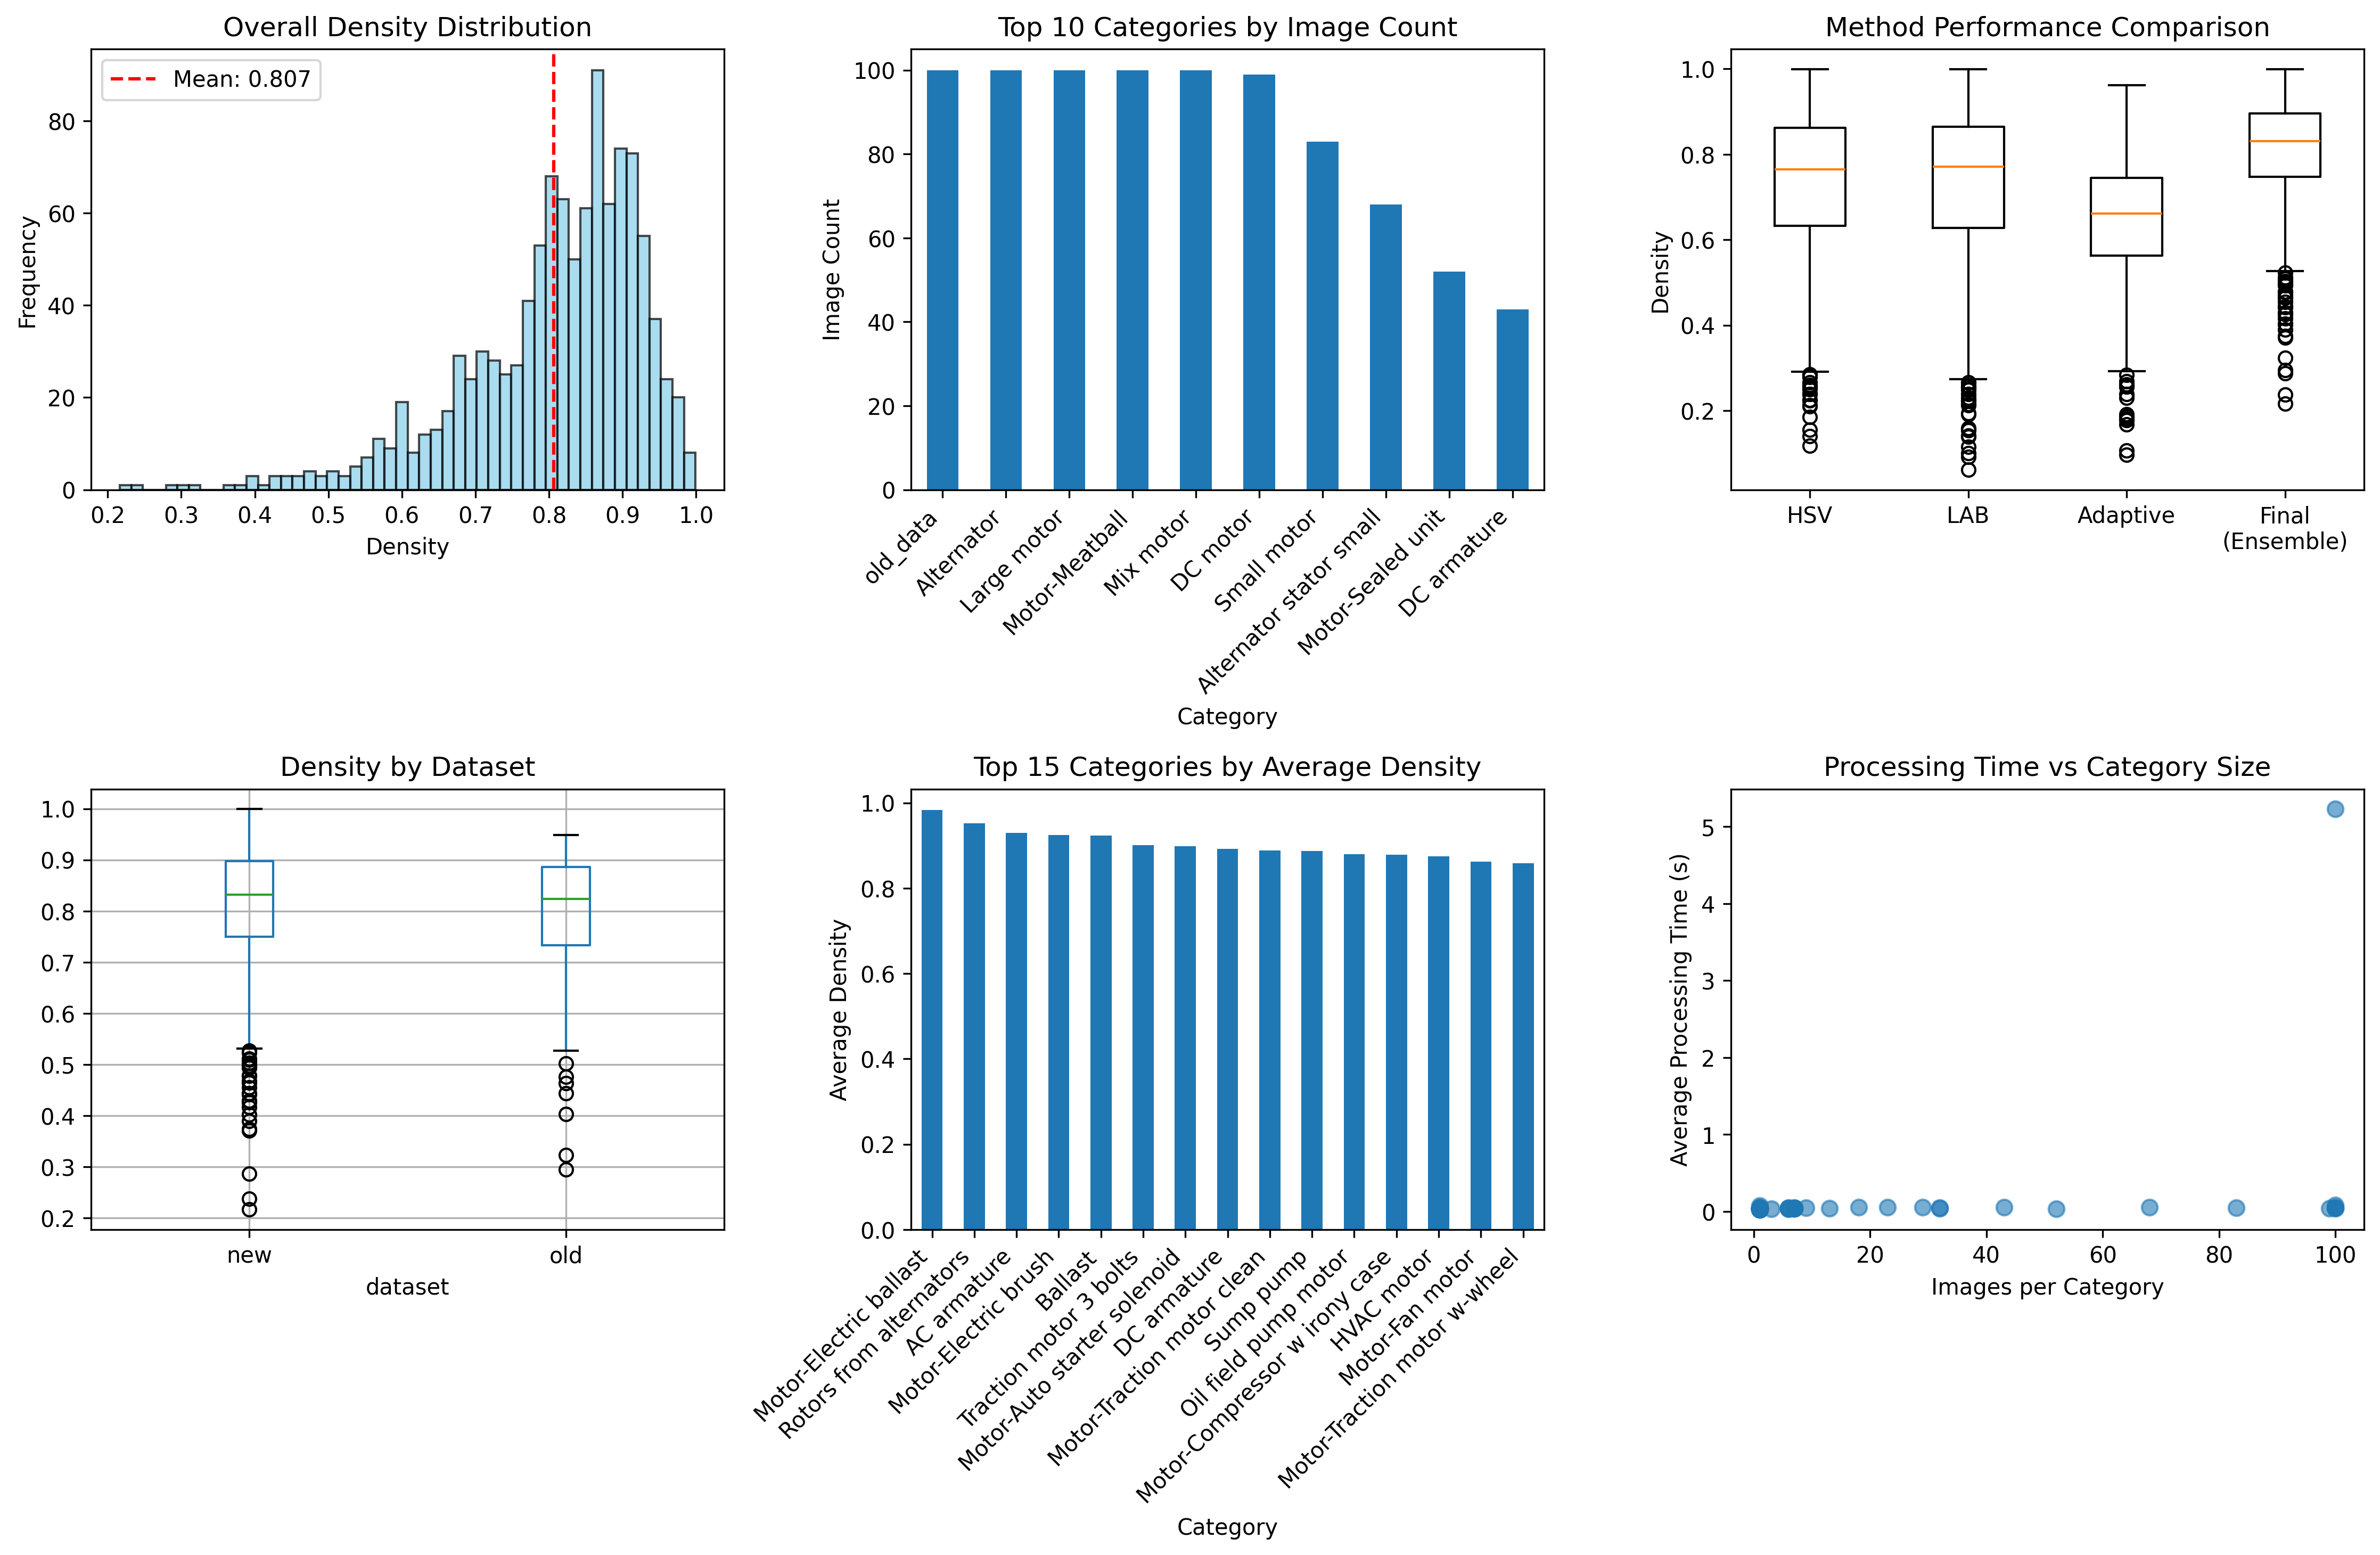 Overall Density Distribution
Mean: 0.807
Frequency
80
60
40
20
0
0.2 0.3 0.4 0.5 0.6 0.7 0.8 0.9 1.0
Density
Top 10 Categories by Image Count
Image Count
100
80
60
40
20
0
old_data
Alternator
Large motor
Motor-Meatball
Mix motor
DC motor
Small motor
Alternator stator small
Motor-Sealed unit
DC armature
Category
Method Performance Comparison
Density
1.0
0.8
0.6
0.4
0.2
HSV LAB Adaptive Final
(Ensemble)
Density by Dataset
1.0
0.9
0.8
0.7
0.6
0.5
0.4
0.3
0.2
new old
dataset
Top 15 Categories by Average Density
Average Density
1.0
0.8
0.6
0.4
0.2
0.0
Motor-Electric ballast
Rotors from alternators
AC armature
Motor-Electric brush
Ballast
Traction motor 3 bolts
Motor-Auto starter solenoid
DC armature
Motor-Traction motor clean
Sump pump
Oil field pump motor
Motor-Compressor w irony case
HVAC motor
Motor-Fan motor
Motor-Traction motor w-wheel
Category
Processing Time vs Category Size
Average Processing Time (s)
5
4
3
2
1
0
0 20 40 60 80 100
Images per Category